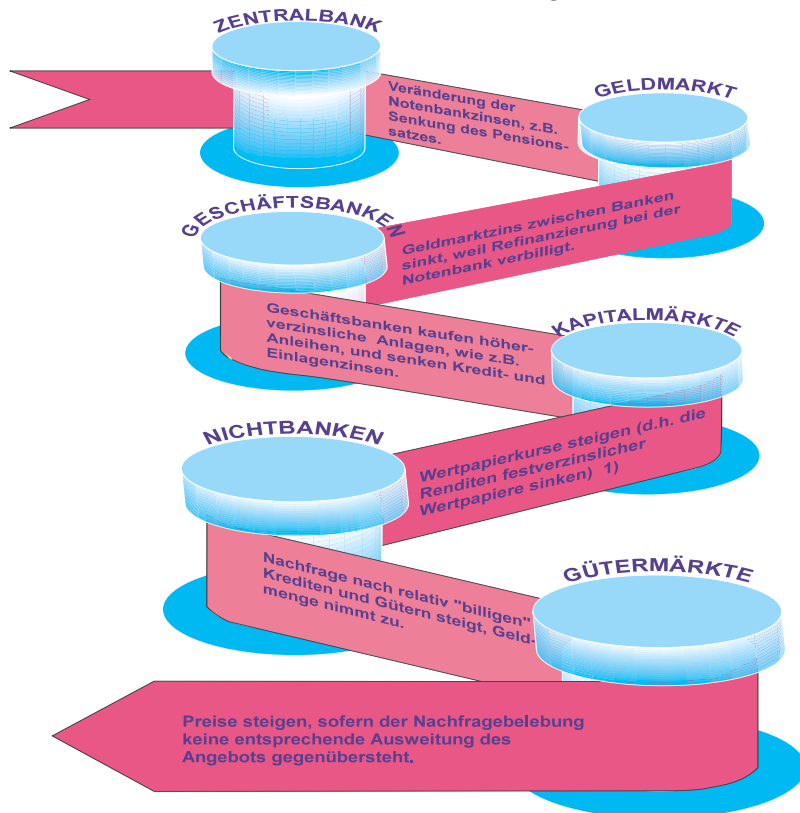 ZENTRALBANK
Veränderung der
Notenbankzinsen, z.B.
Senkung des Pensions-
satzes.
GELDMARKT
Geldmarktzins zwischen Banken
sinkt, weil Refinanzierung bei der
Notenbank verbilligt.
GESCHÄFTSBANKEN
Geschäftsbanken kaufen höher-
verzinsliche Anlagen, wie z.B.
Anleihen, und senken Kredit- und
Einlagenzinsen.
KAPITALMÄRKTE
Wertpapierkurse steigen (d.h. die
Renditen festverzinslicher
Wertpapiere sinken) 1)
NICHTBANKEN
Nachfrage nach relativ "billigen"
Krediten und Gütern steigt, Geld-
menge nimmt zu.
GÜTERMÄRKTE
Preise steigen, sofern der Nachfragebelebung
keine entsprechende Ausweitung des
Angebots gegenübersteht.